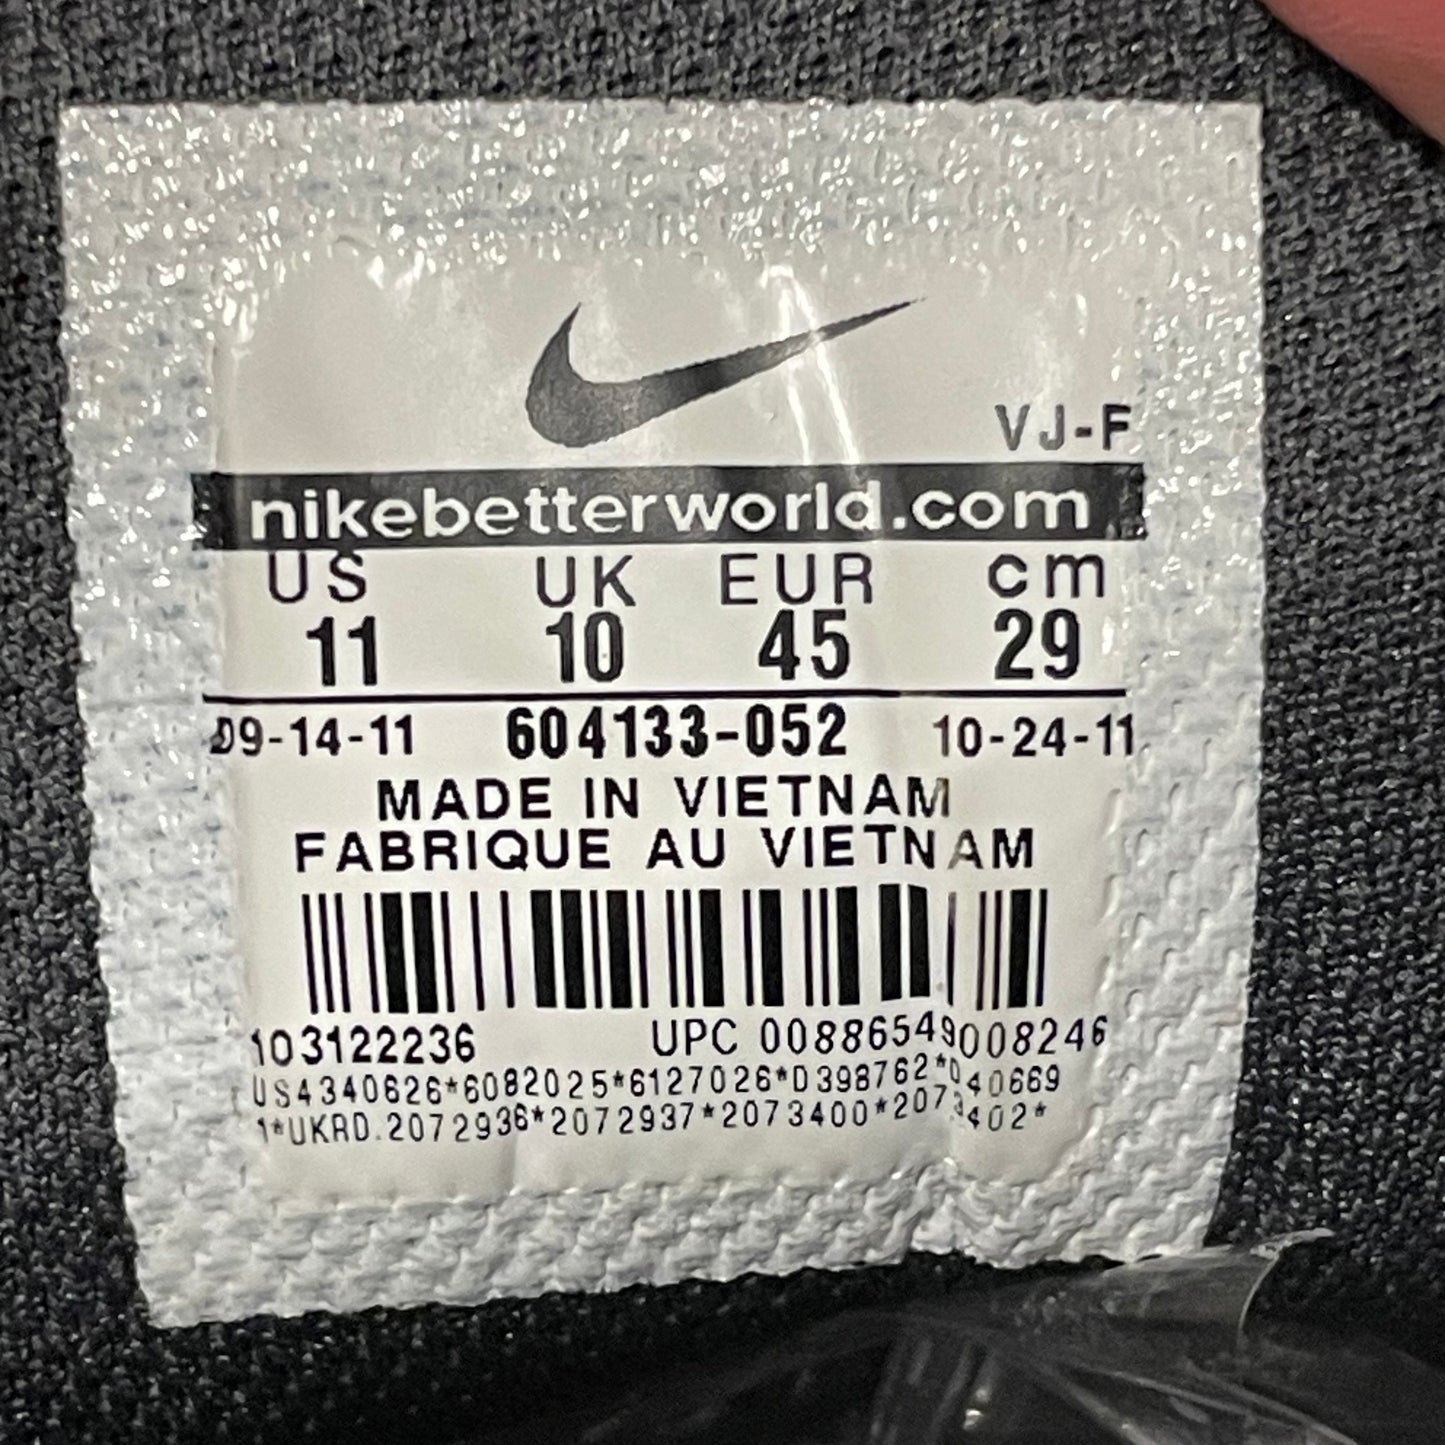 VJ-F
nikebetterworld.com
US UK EUR cm
11 10 45 29
09-14-11 604133-052 10-24-11
MADE IN VIETNAM
FABRIQUE AU VIETNAM
103122236 UPC 00886549008246
US4340626*6082025*6127026*D398762*D40669
1*UKRD.2072936*2072937*2073400*2073402*